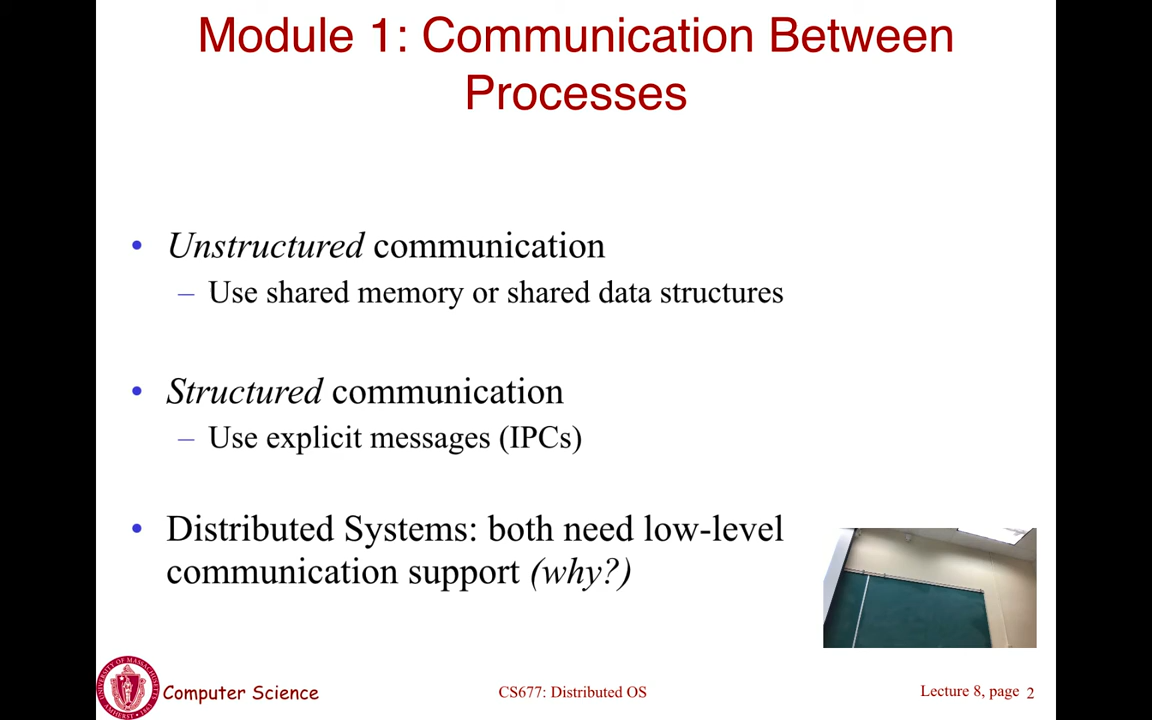 Module 1: Communication Between
Processes
• Unstructured communication
– Use shared memory or shared data structures
• Structured communication
– Use explicit messages (IPCs)
• Distributed Systems: both need low-level
communication support (why?)
Computer Science
CS677: Distributed OS
Lecture 8, page 2